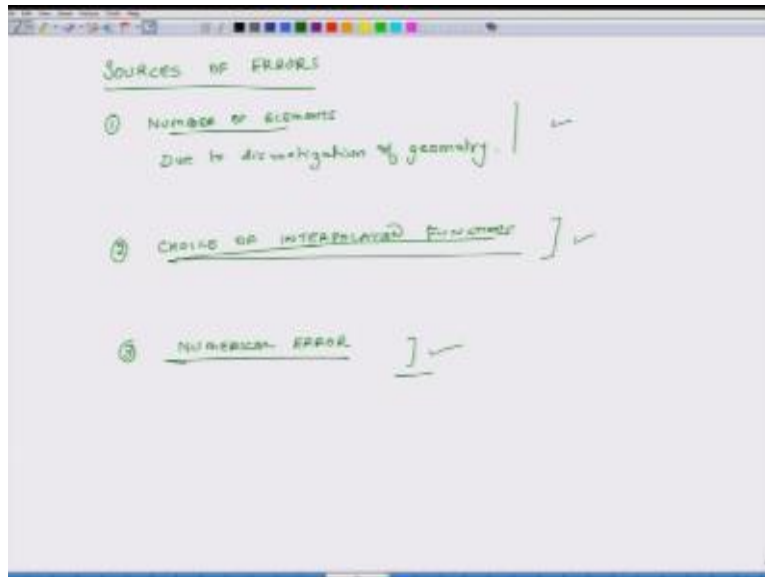 SOURCES OF ERRORS
① NUMBER OF ELEMENTS
Due to discretization of geometry.
② CHOICE OF INTERPOLATION FUNCTIONS
③ NUMERICAL ERROR